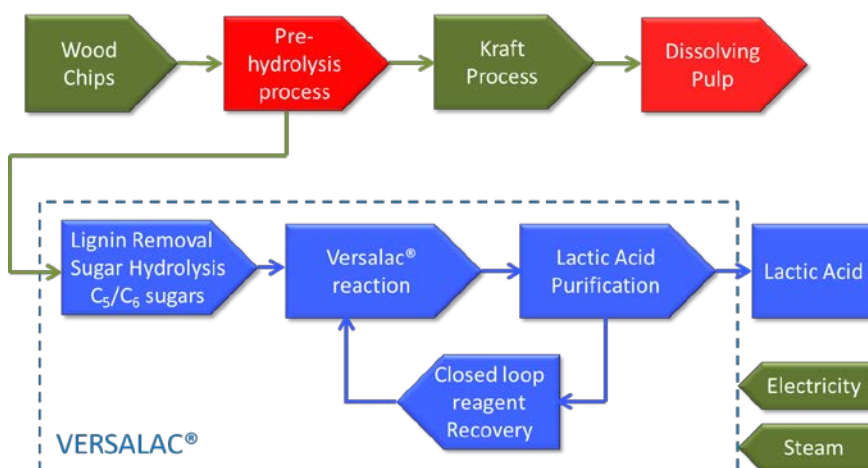 Wood
Chips
Pre-
hydrolysis
process
Kraft
Process
Dissolving
Pulp
Lignin Removal
Sugar Hydrolysis
C₅/C₆ sugars
Versalac®
reaction
Lactic Acid
Purification
Lactic Acid
Closed loop
reagent
Recovery
Electricity
Steam
VERSALAC®